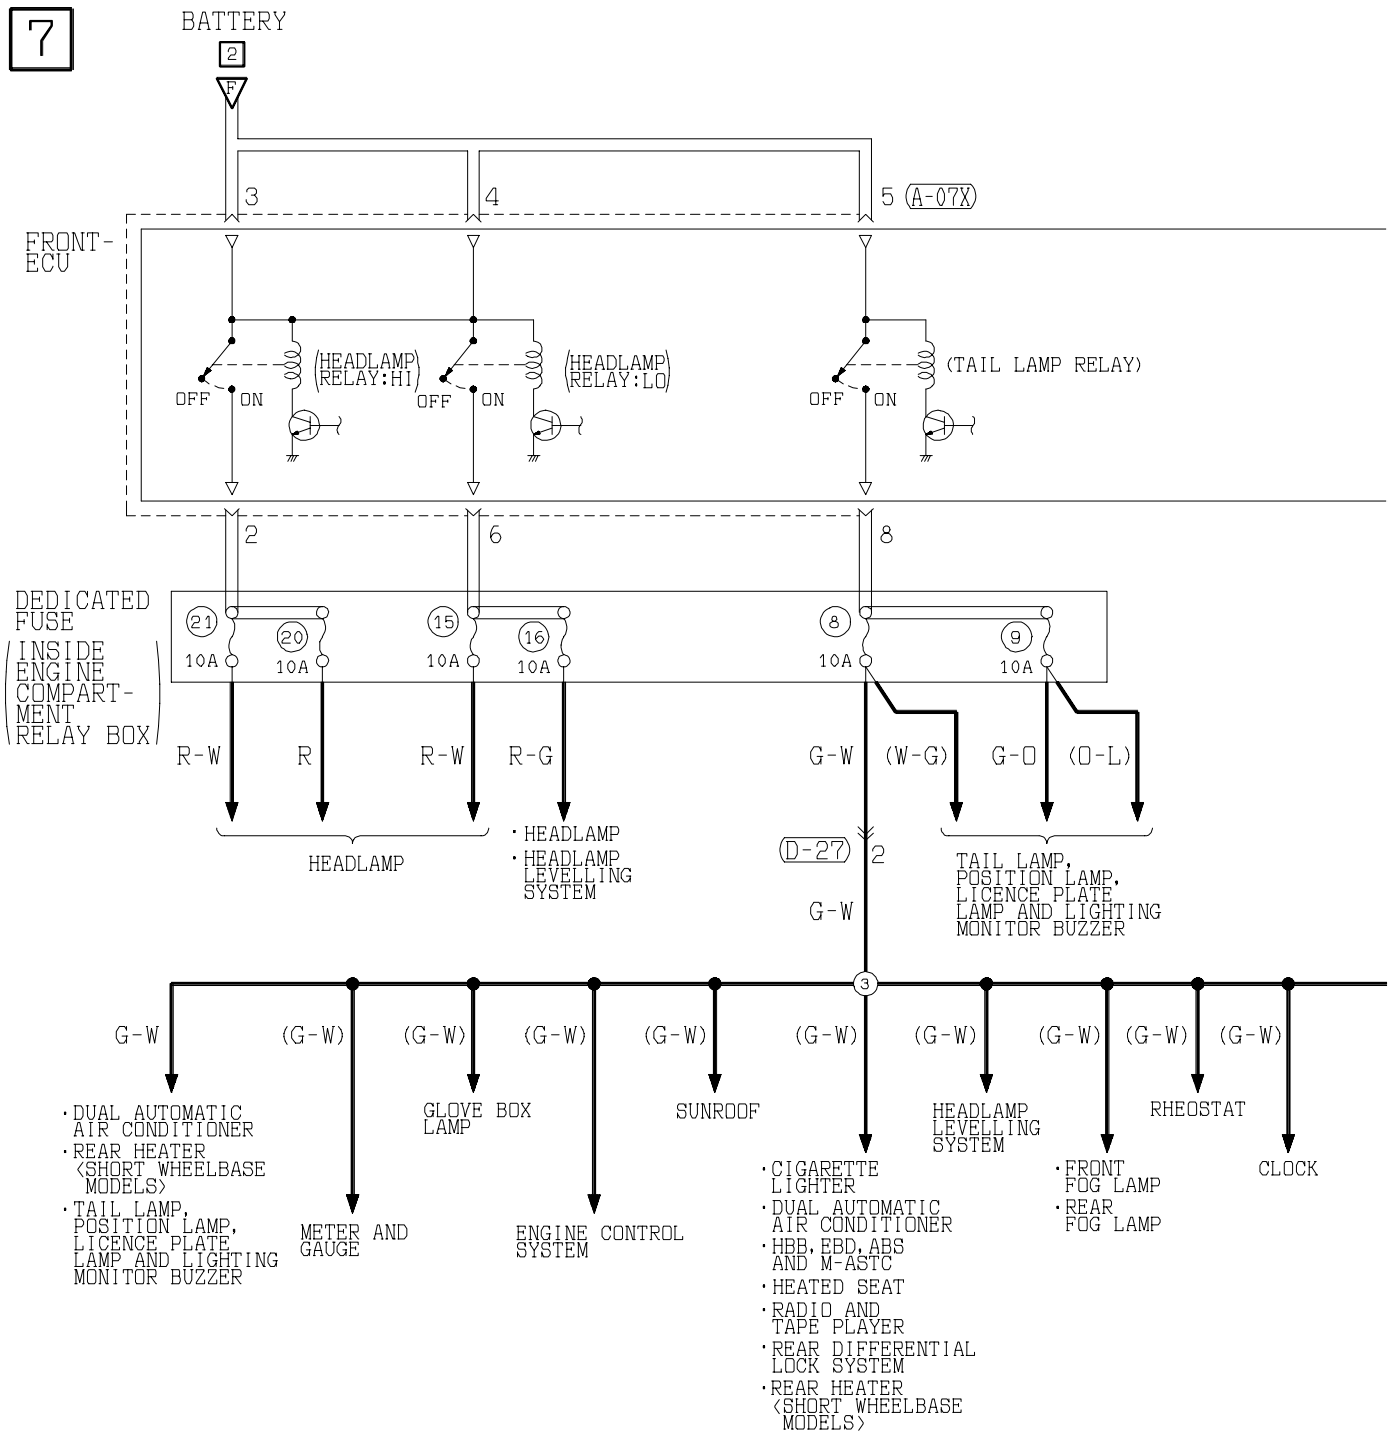 7
BATTERY
2
F
3
4
5
A-07X
FRONT-
ECU
(HEADLAMP
RELAY:HI)
(HEADLAMP
RELAY:LO)
(TAIL LAMP RELAY)
OFF
ON
OFF
ON
OFF
ON
2
6
8
DEDICATED
FUSE
(INSIDE
ENGINE
COMPART-
MENT
RELAY BOX)
21
10A
20
10A
15
10A
16
10A
8
10A
9
10A
R-W
R
R-W
R-G
G-W
(W-G)
G-O
(O-L)
HEADLAMP
·HEADLAMP
·HEADLAMP
LEVELLING
SYSTEM
D-27
2
G-W
TAIL LAMP,
POSITION LAMP,
LICENCE PLATE
LAMP AND LIGHTING
MONITOR BUZZER
3
G-W
(G-W)
(G-W)
(G-W)
(G-W)
(G-W)
(G-W)
(G-W)
(G-W)
(G-W)
·DUAL AUTOMATIC
AIR CONDITIONER
·REAR HEATER
<SHORT WHEELBASE
MODELS>
·TAIL LAMP,
POSITION LAMP,
LICENCE PLATE
LAMP AND LIGHTING
MONITOR BUZZER
METER AND
GAUGE
GLOVE BOX
LAMP
ENGINE CONTROL
SYSTEM
SUNROOF
·CIGARETTE
LIGHTER
·DUAL AUTOMATIC
AIR CONDITIONER
·HBB, EBD, ABS
AND M-ASTC
·HEATED SEAT
·RADIO AND
TAPE PLAYER
·REAR DIFFERENTIAL
LOCK SYSTEM
·REAR HEATER
<SHORT WHEELBASE
MODELS>
HEADLAMP
LEVELLING
SYSTEM
·FRONT
FOG LAMP
·REAR
FOG LAMP
RHEOSTAT
CLOCK